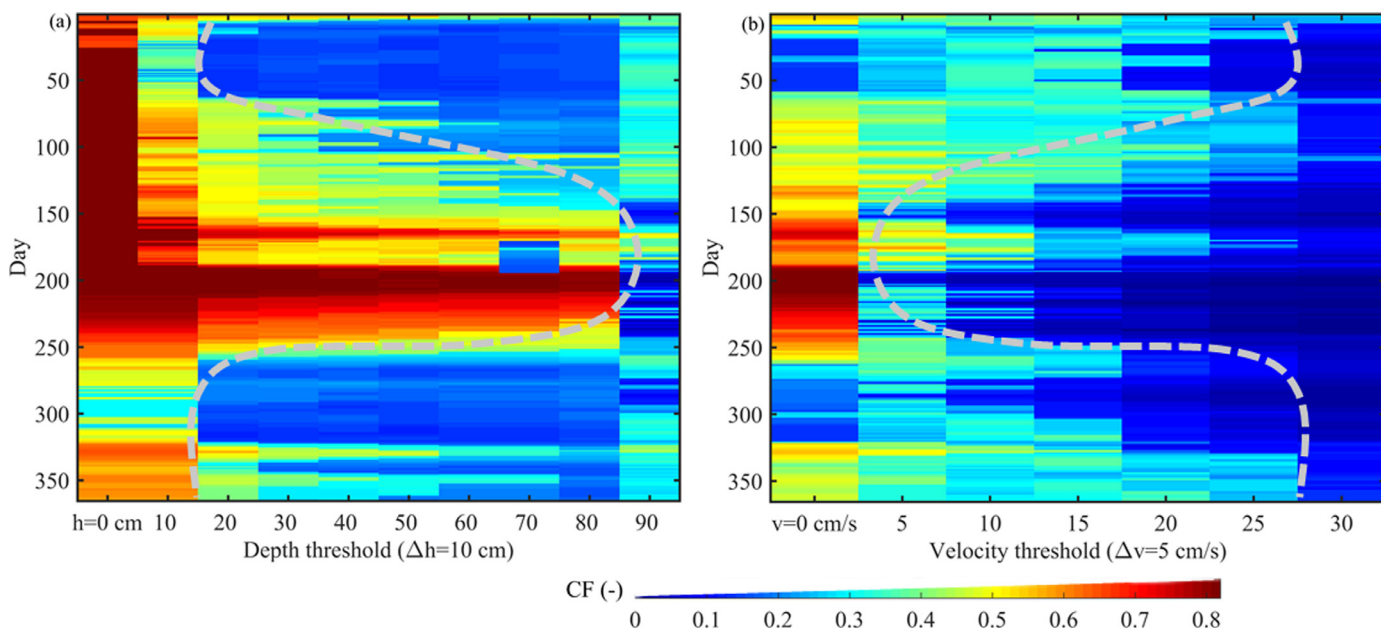 (a)
50
100
150
200
250
300
350
Day
h=0 cm 10 20 30 40 50 60 70 80 90
Depth threshold (Δh=10 cm)
(b)
50
100
150
200
250
300
350
Day
v=0 cm/s 5 10 15 20 25 30
Velocity threshold (Δv=5 cm/s)
CF (-)
0 0.1 0.2 0.3 0.4 0.5 0.6 0.7 0.8